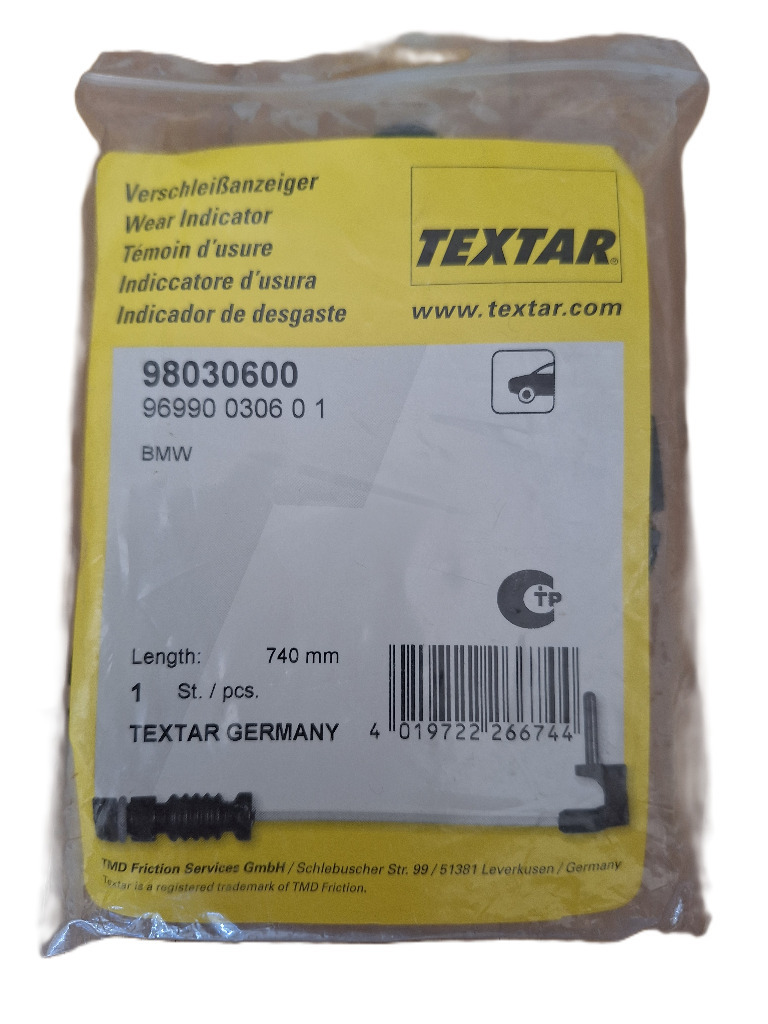 Verschleißanzeiger
Wear Indicator
Témoin d'usure
Indiccatore d'usura
Indicador de desgaste
TEXTAR®
www.textar.com
98030600
96990 0306 0 1
BMW
CTP
Length: 740 mm
1 St. / pcs.
TEXTAR GERMANY
4 019722 266744
TMD Friction Services GmbH / Schlebuscher Str. 99 / 51381 Leverkusen / Germany
Textar is a registered trademark of TMD Friction.